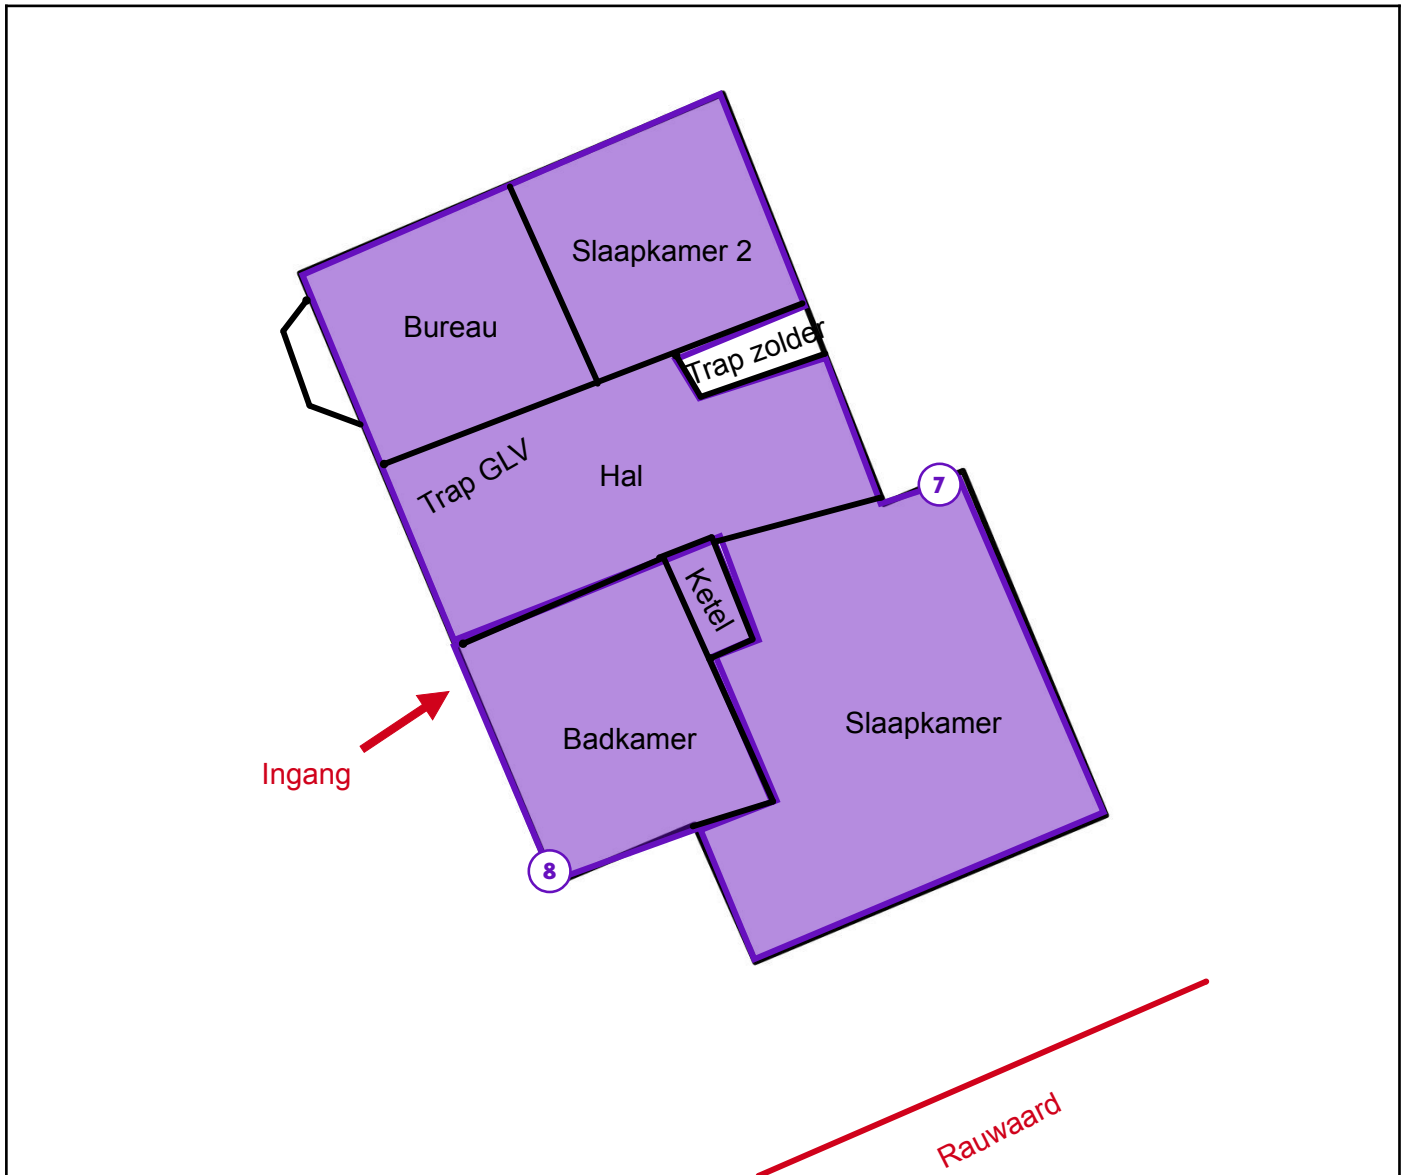 Slaapkamer 2
Bureau
Trap zolder
Trap GLV
Hal
7
Ketel
Badkamer
Slaapkamer
Ingang
8
Rauwaard